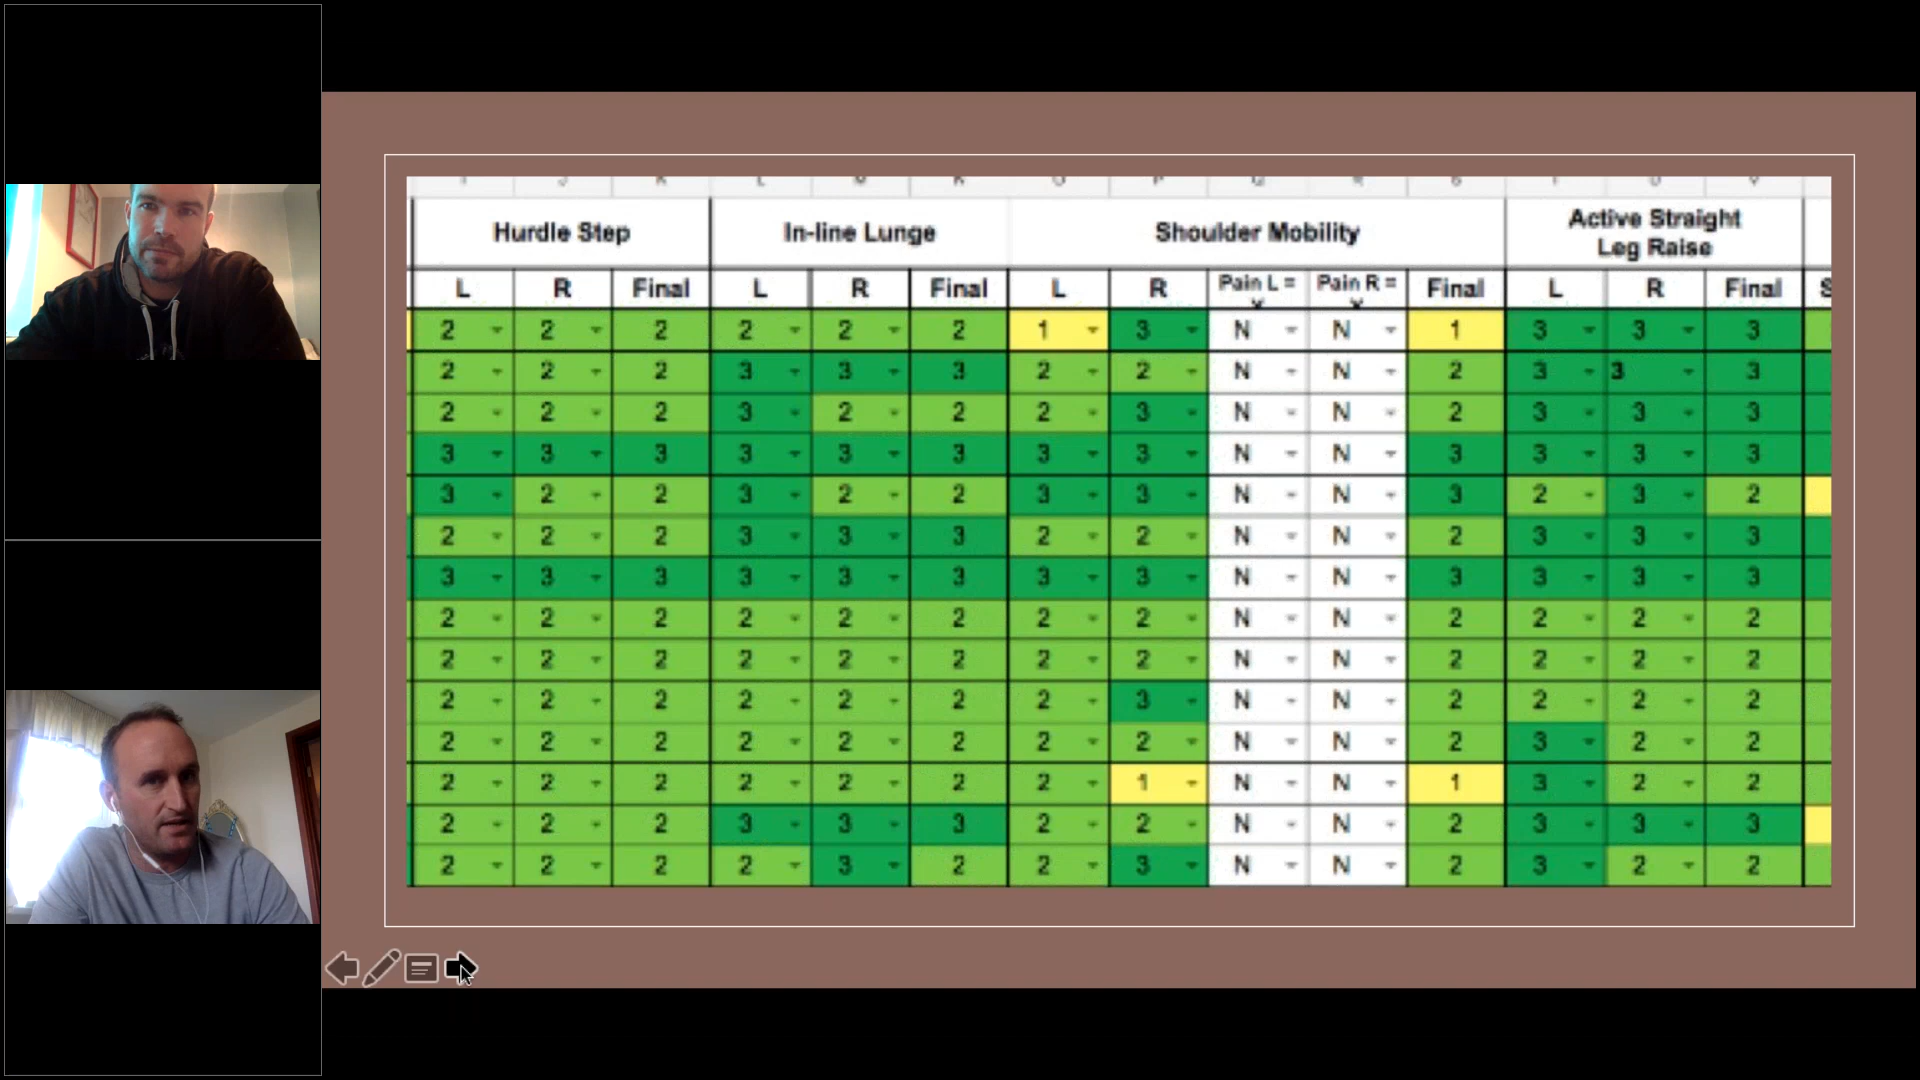 Hurdle Step In-line Lunge Shoulder Mobility Active Straight Leg Raise
L R Final L R Final L R Pain L = Pain R = Final L R Final
2 2 2 2 2 2 1 3 N N 1 3 3 3
2 2 2 3 3 3 2 2 N N 2 3 3 3
2 2 2 3 2 2 2 3 N N 2 3 3 3
3 3 3 3 3 3 3 3 N N 3 3 3 3
3 2 2 3 2 2 3 3 N N 3 2 3 2
2 2 2 3 3 3 2 2 N N 2 3 3 3
3 3 3 3 3 3 3 3 N N 3 3 3 3
2 2 2 2 2 2 2 2 N N 2 2 2 2
2 2 2 2 2 2 2 2 N N 2 2 2 2
2 2 2 2 2 2 2 3 N N 2 2 2 2
2 2 2 2 2 2 2 2 N N 2 3 2 2
2 2 2 2 2 2 2 1 N N 1 3 2 2
2 2 2 3 3 3 2 2 N N 2 3 3 3
2 2 2 2 3 2 2 3 N N 2 3 2 2